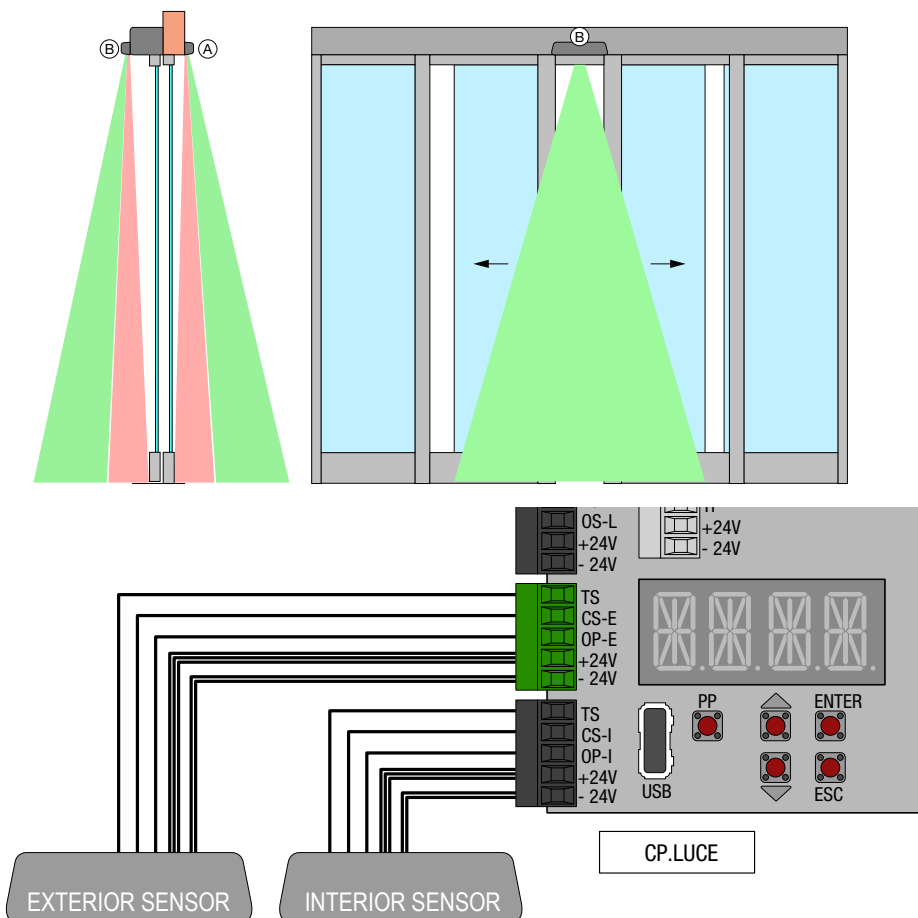 B
A
B
OS-L
+24V
- 24V
+24V
- 24V
TS
CS-E
OP-E
+24V
- 24V
TS
CS-I
OP-I
+24V
- 24V
PP
ENTER
USB
ESC
CP.LUCE
EXTERIOR SENSOR
INTERIOR SENSOR